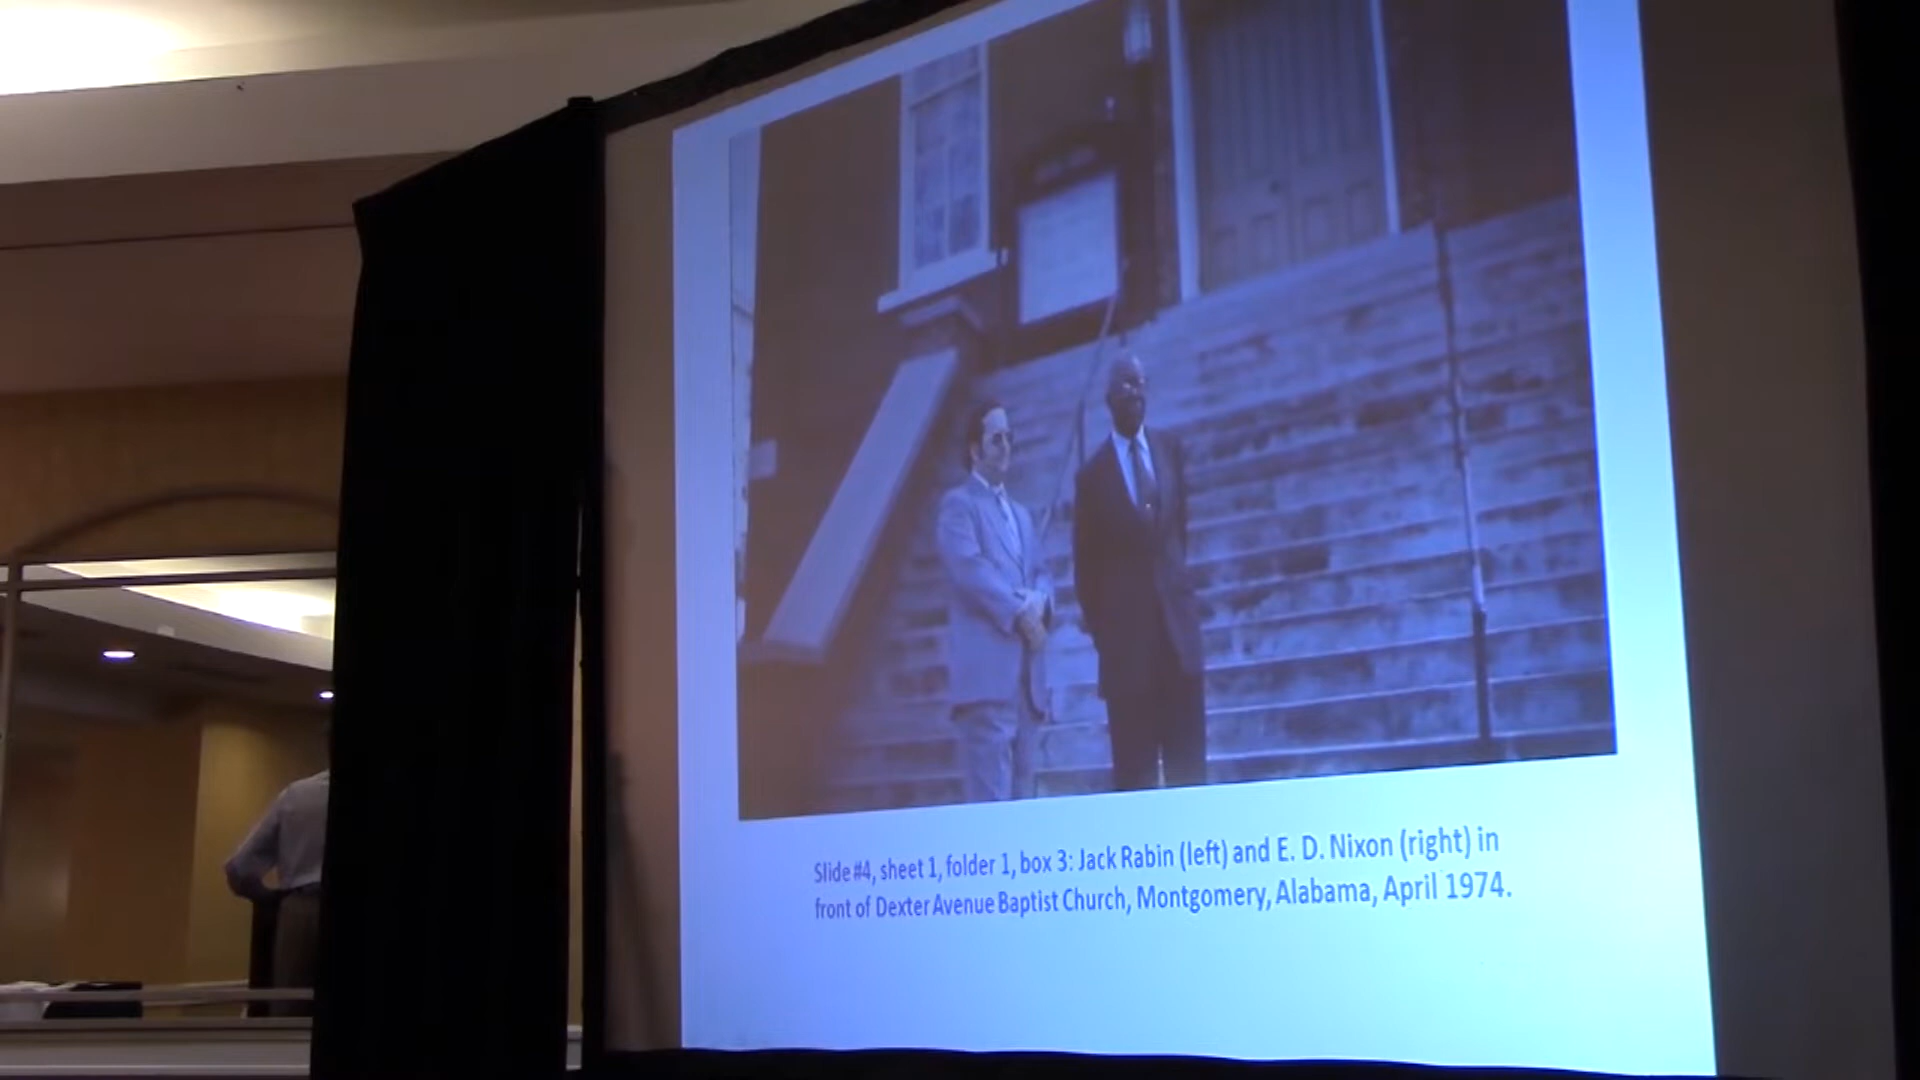 Slide #4, sheet 1, folder 1, box 3: Jack Rabin (left) and E. D. Nixon (right) in
front of Dexter Avenue Baptist Church, Montgomery, Alabama, April 1974.